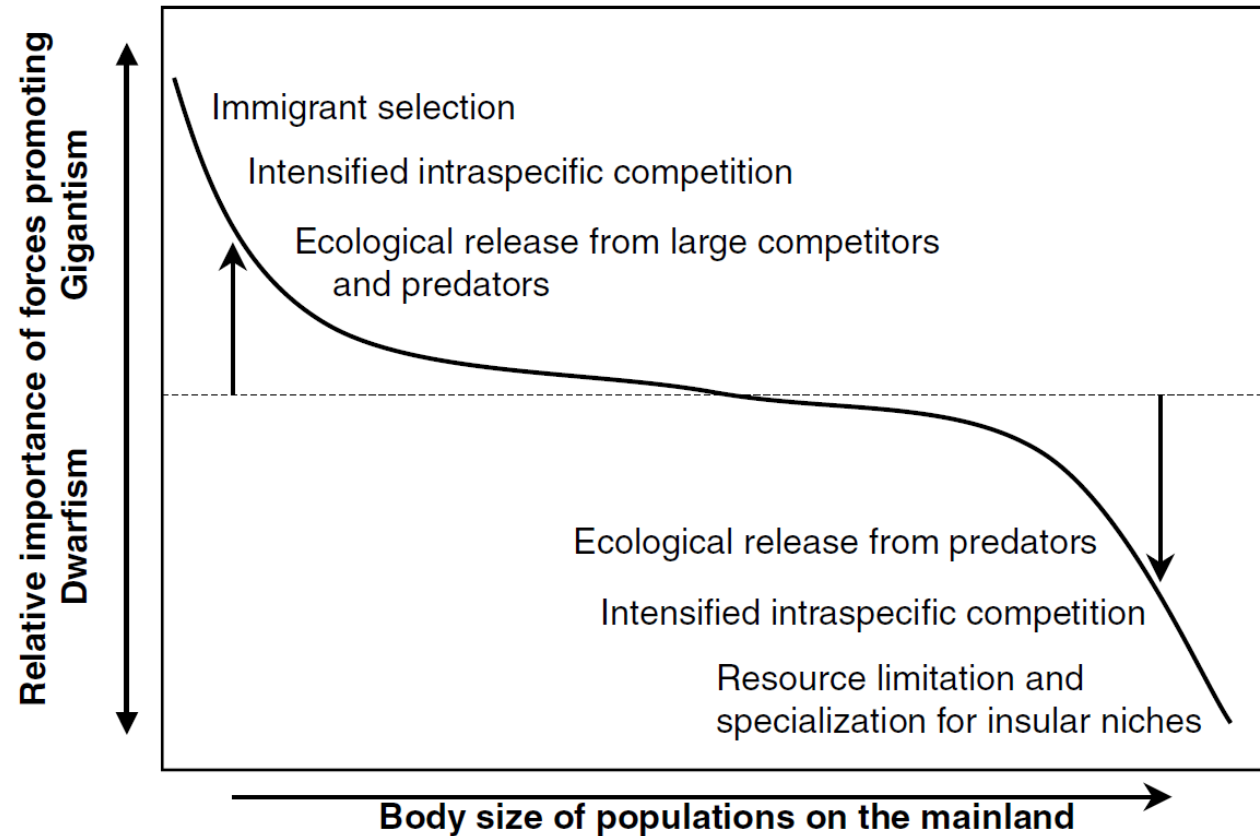 Relative importance of forces promoting
Gigantism
Dwarfism
Immigrant selection
Intensified intraspecific competition
Ecological release from large competitors
and predators
Ecological release from predators
Intensified intraspecific competition
Resource limitation and
specialization for insular niches
Body size of populations on the mainland